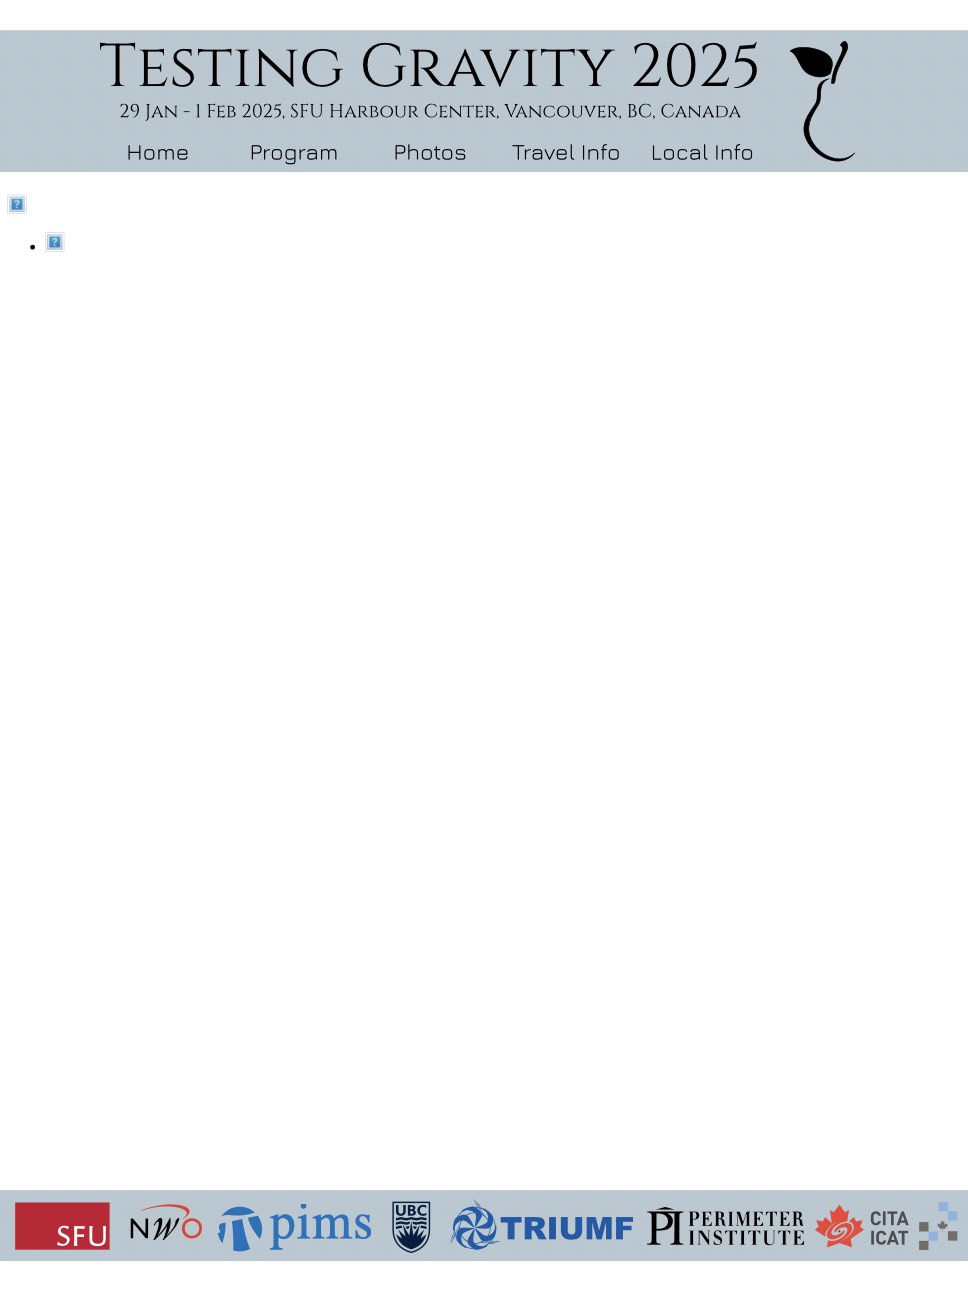 Testing Gravity 2025
29 Jan - 1 Feb 2025, SFU Harbour Center, Vancouver, BC, Canada
Home Program Photos Travel Info Local Info
?
?
SFU NWO pims UBC TRIUMF PI PERIMETER INSTITUTE CITA ICAT